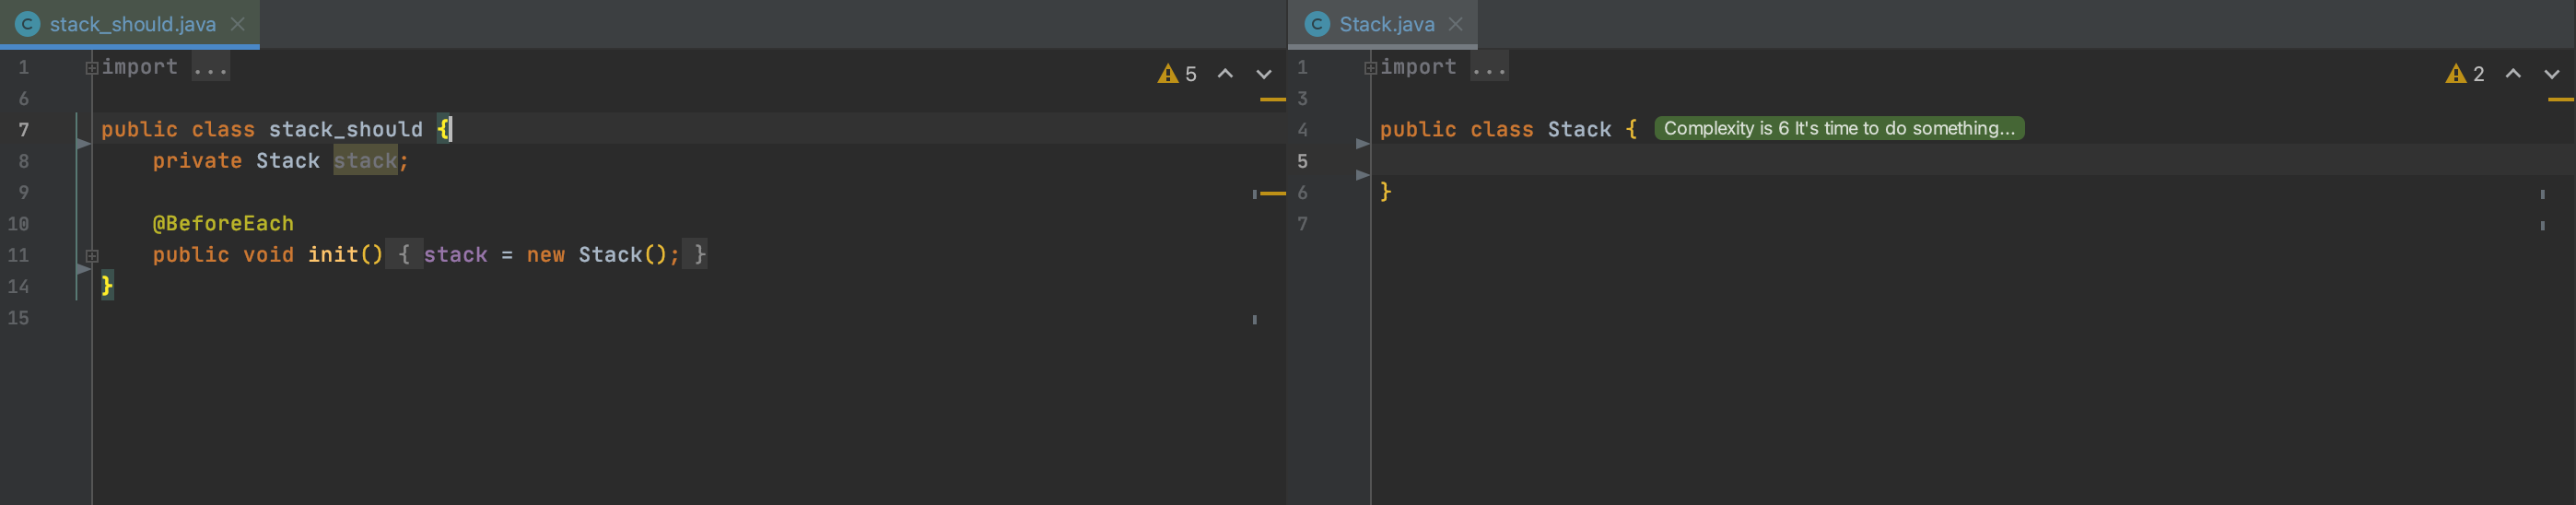 stack_should.java
1 import ...
5
6
7 public class stack_should {
8 private Stack stack;
9
10 @BeforeEach
11 public void init() { stack = new Stack(); }
14 }
15
Stack.java
1 import ...
2
3
4 public class Stack { Complexity is 6 It's time to do something...
5
6 }
7